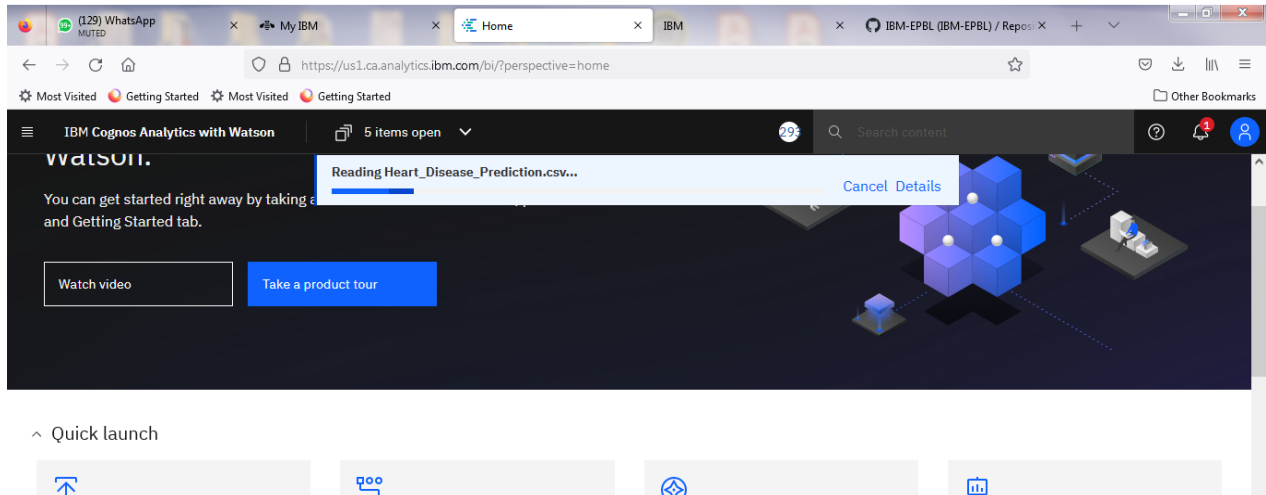 (129) WhatsApp
MUTED
My IBM
Home
IBM
IBM-EPBL (IBM-EPBL) / Reposi
https://us1.ca.analytics.ibm.com/bi/?perspective=home
Most Visited
Getting Started
Most Visited
Getting Started
Other Bookmarks
IBM Cognos Analytics with Watson
5 items open
293
Search content
1
Watson.
Reading Heart_Disease_Prediction.csv...
Cancel Details
You can get started right away by taking
and Getting Started tab.
Watch video
Take a product tour
Quick launch